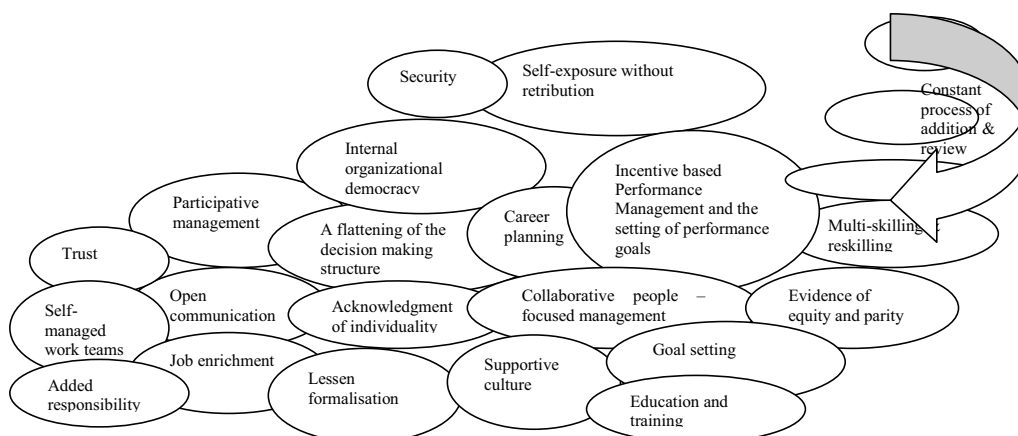 Security
Self-exposure without
retribution
Constant
process of
addition &
review
Internal
organizational
democracy
Incentive based
Performance
Management and the
setting of performance
goals
Participative
management
Career
planning
A flattening of the
decision making
structure
Multi-skilling &
reskilling
Trust
Open
communication
Acknowledgment
of individuality
Collaborative people –
focused management
Evidence of
equity and parity
Self-
managed
work teams
Job enrichment
Goal setting
Supportive
culture
Lessen
formalisation
Added
responsibility
Education and
training